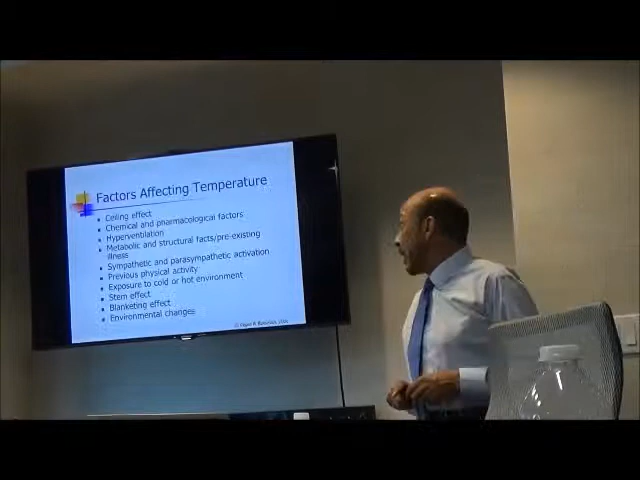 Factors Affecting Temperature
Ceiling effect
Chemical and pharmacological factors
Hyperventilation
Metabolic and structural facts/pre-existing
illness
Sympathetic and parasympathetic activation
Previous physical activity
Exposure to cold or hot environment
Stem effect
Blanketing effect
Environmental changes